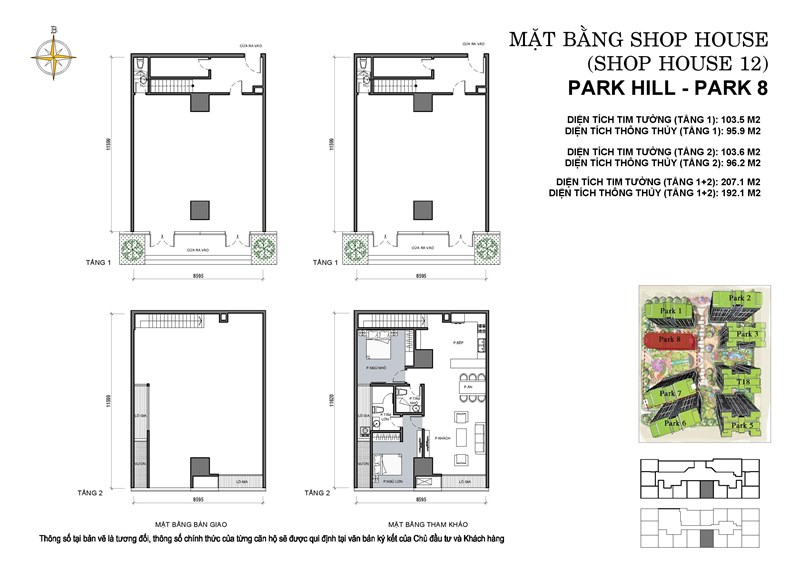 MẶT BẰNG SHOP HOUSE
(SHOP HOUSE 12)
PARK HILL - PARK 8
DIỆN TÍCH TIM TƯỜNG (TẦNG 1): 103.5 M2
DIỆN TÍCH THÔNG THỦY (TẦNG 1): 95.9 M2
DIỆN TÍCH TIM TƯỜNG (TẦNG 2): 103.6 M2
DIỆN TÍCH THÔNG THỦY (TẦNG 2): 96.2 M2
DIỆN TÍCH TIM TƯỜNG (TẦNG 1+2): 207.1 M2
DIỆN TÍCH THÔNG THỦY (TẦNG 1+2): 192.1 M2
CỬA RA VÀO
CỬA RA VÀO
TẦNG 1
8595
CỬA RA VÀO
CỬA RA VÀO
TẦNG 1
8595
LÔ GIA
LÔ GIA
TẦNG 2
8595
P.BẾP
P.NGỦ NHỎ
P.ĂN
P.TẮM NHỎ
P.TẮM LỚN
LÔ GIA
P.KHÁCH
P.NGỦ LỚN
LÔ GIA
TẦNG 2
8595
Park 2
Park 1
Park 3
Park 8
T18
Park 7
Park 6
Park 5
MẶT BẰNG BÀN GIAO
MẶT BẰNG THAM KHẢO
Thông số tại bản vẽ là tương đối, thông số chính thức của từng căn hộ sẽ được qui định tại văn bản ký kết của Chủ đầu tư và Khách hàng